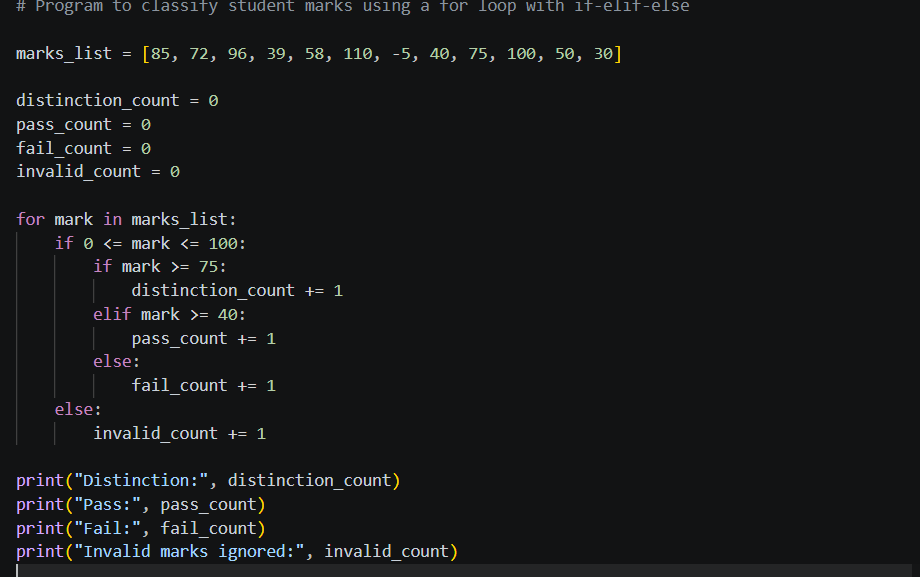 # Program to classify student marks using a for loop with if-elif-else
marks_list = [85, 72, 96, 39, 58, 110, -5, 40, 75, 100, 50, 30]
distinction_count = 0
pass_count = 0
fail_count = 0
invalid_count = 0
for mark in marks_list:
    if 0 <= mark <= 100:
        if mark >= 75:
            distinction_count += 1
        elif mark >= 40:
            pass_count += 1
        else:
            fail_count += 1
    else:
        invalid_count += 1
print("Distinction:", distinction_count)
print("Pass:", pass_count)
print("Fail:", fail_count)
print("Invalid marks ignored:", invalid_count)